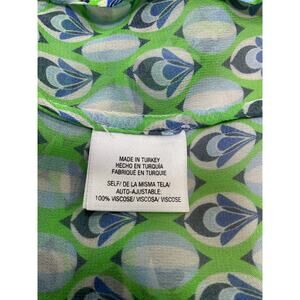 MADE IN TURKEY
HECHO EN TURQUÍA
FABRIQUÉ EN TURQUIE
SELF/ DE LA MISMA TELA/
AUTO-AJUSTABLE:
100% VISCOSE/ VISCOSA/ VISCOSE